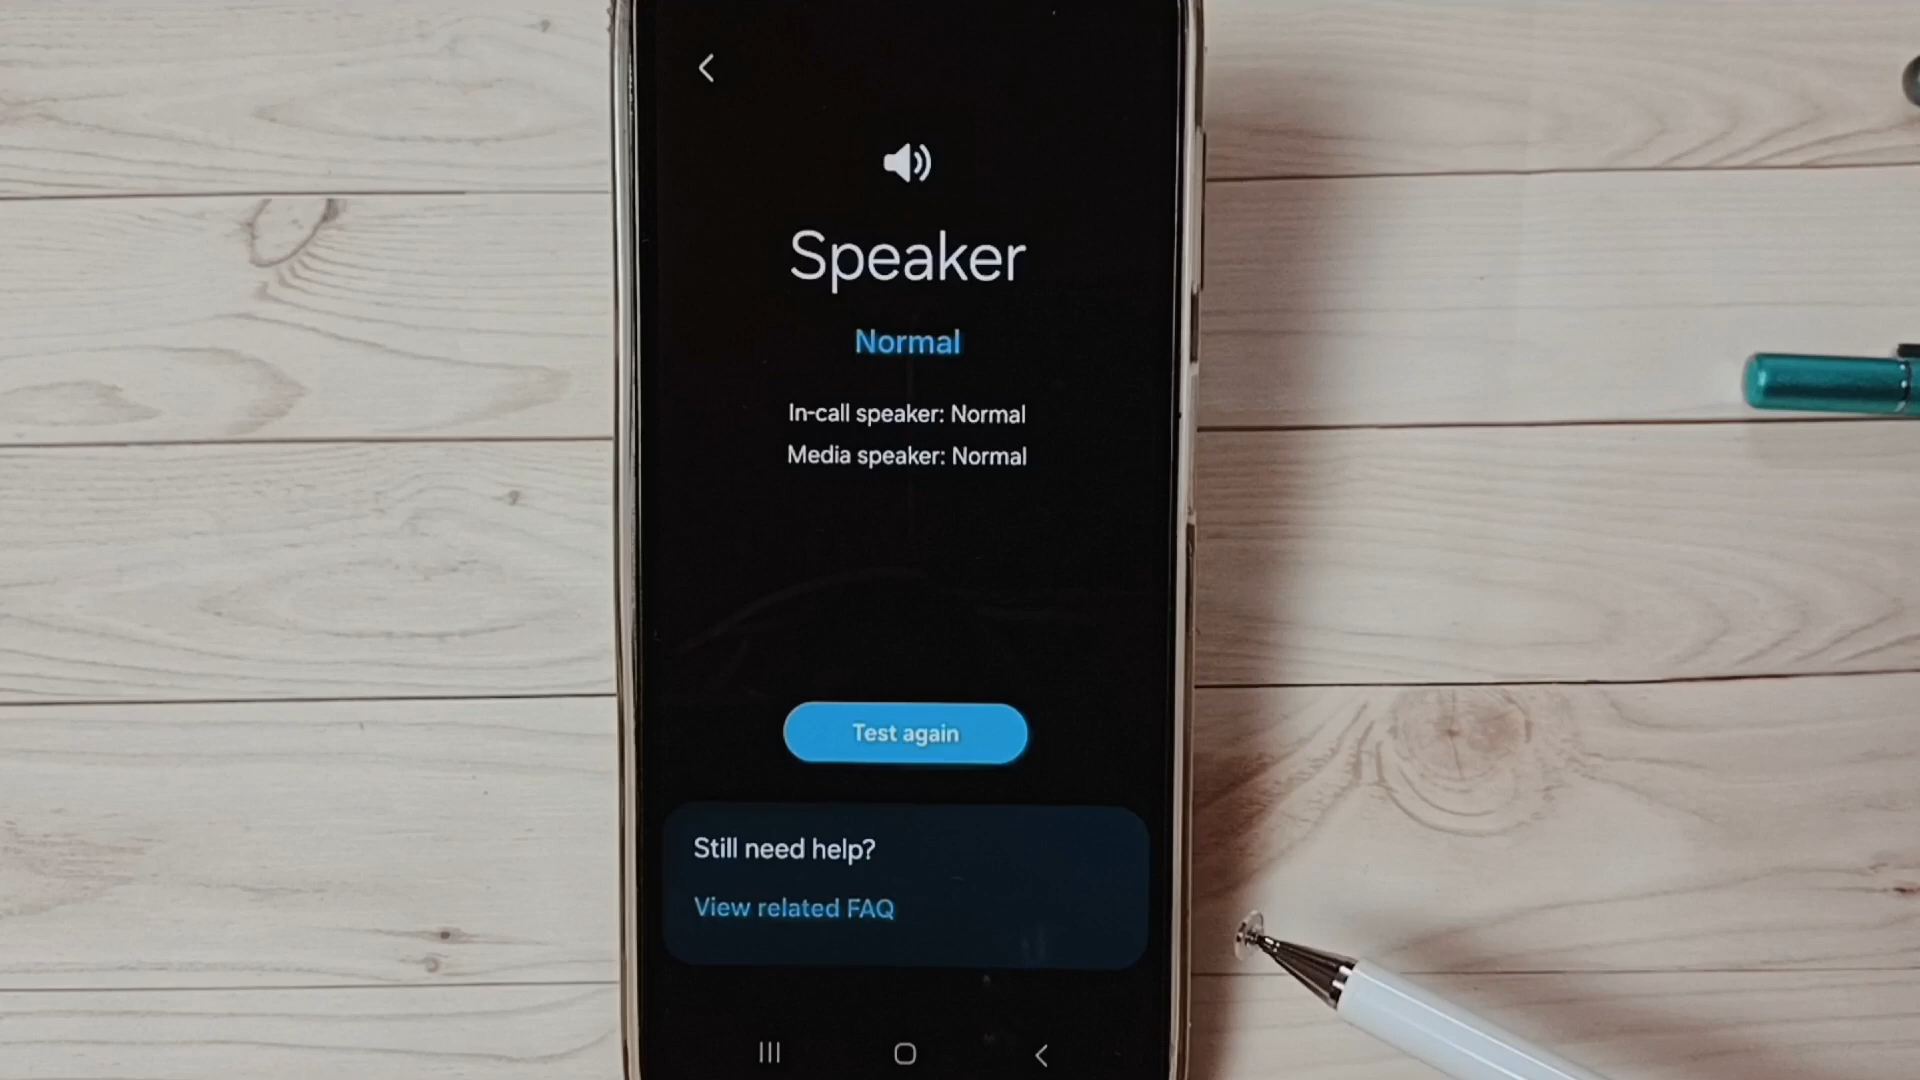 Speaker
Normal
In-call speaker: Normal
Media speaker: Normal
Test again
Still need help?
View related FAQ